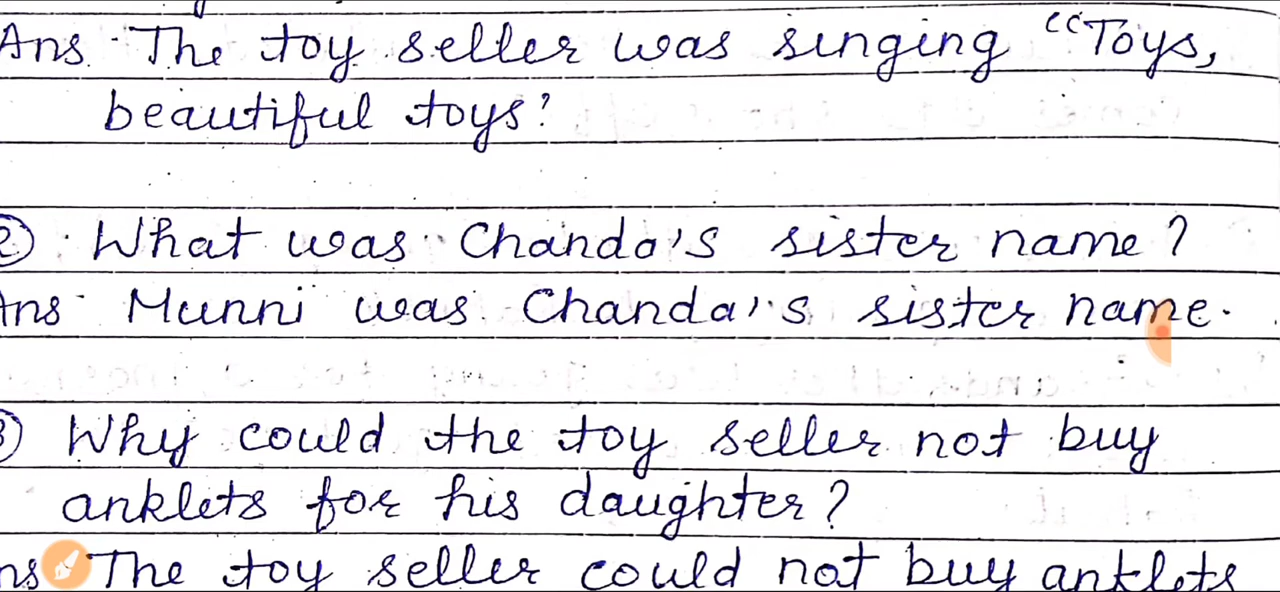 Ans. The toy seller was singing "Toys,
beautiful toys?
2) What was Chanda's sister name?
Ans Munni was Chanda's sister name.
3) Why could the toy seller not buy
anklets for his daughter?
ns The toy seller could not buy anklets